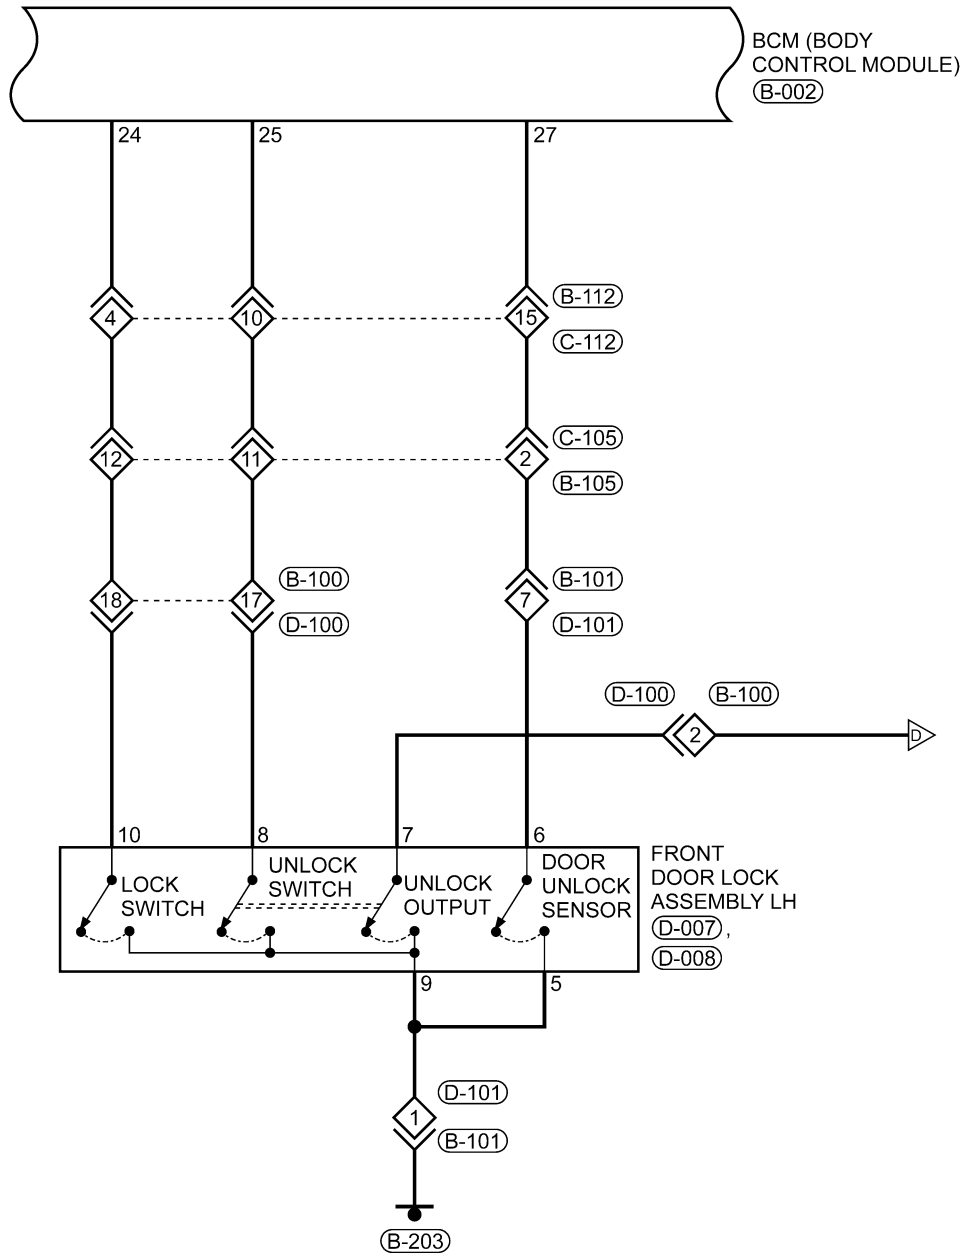 BCM (BODY
CONTROL MODULE)
B-002
24
25
27
B-112
4
10
15
C-112
C-105
12
11
2
B-105
B-100
B-101
18
17
7
D-100
D-101
D-100
B-100
2
D
10
8
7
6
LOCK
SWITCH
UNLOCK
SWITCH
UNLOCK
OUTPUT
DOOR
UNLOCK
SENSOR
FRONT
DOOR LOCK
ASSEMBLY LH
D-007 ,
D-008
9
5
D-101
1
B-101
B-203